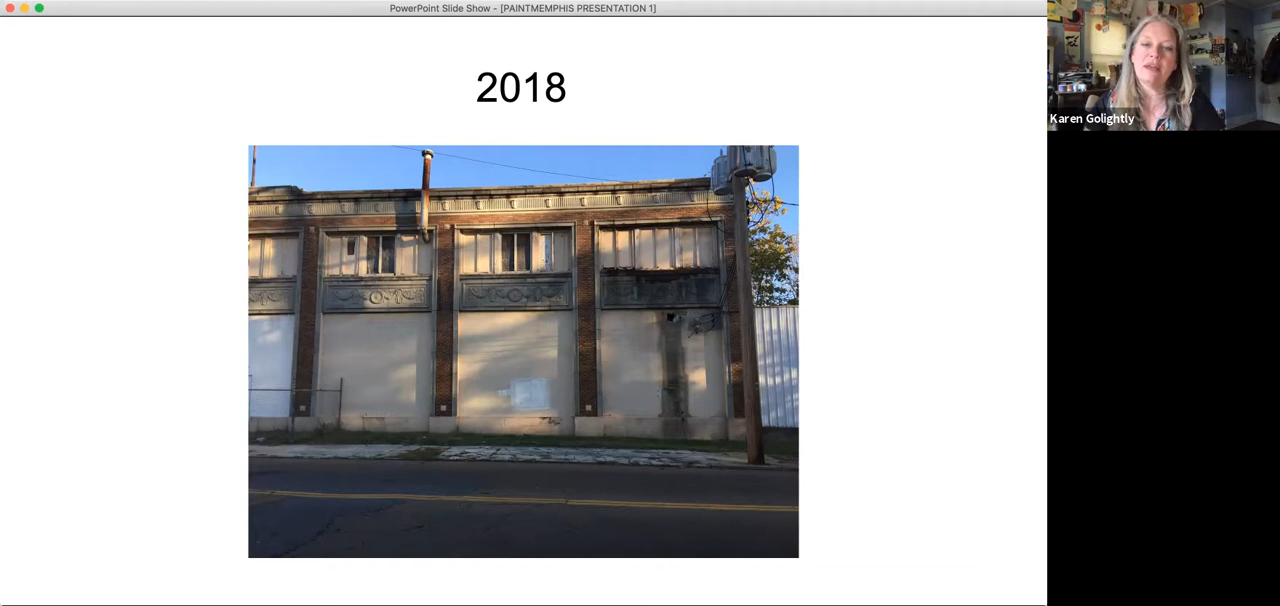 PowerPoint Slide Show - [PAINTMEMPHIS PRESENTATION 1]
2018
Karen Golightly